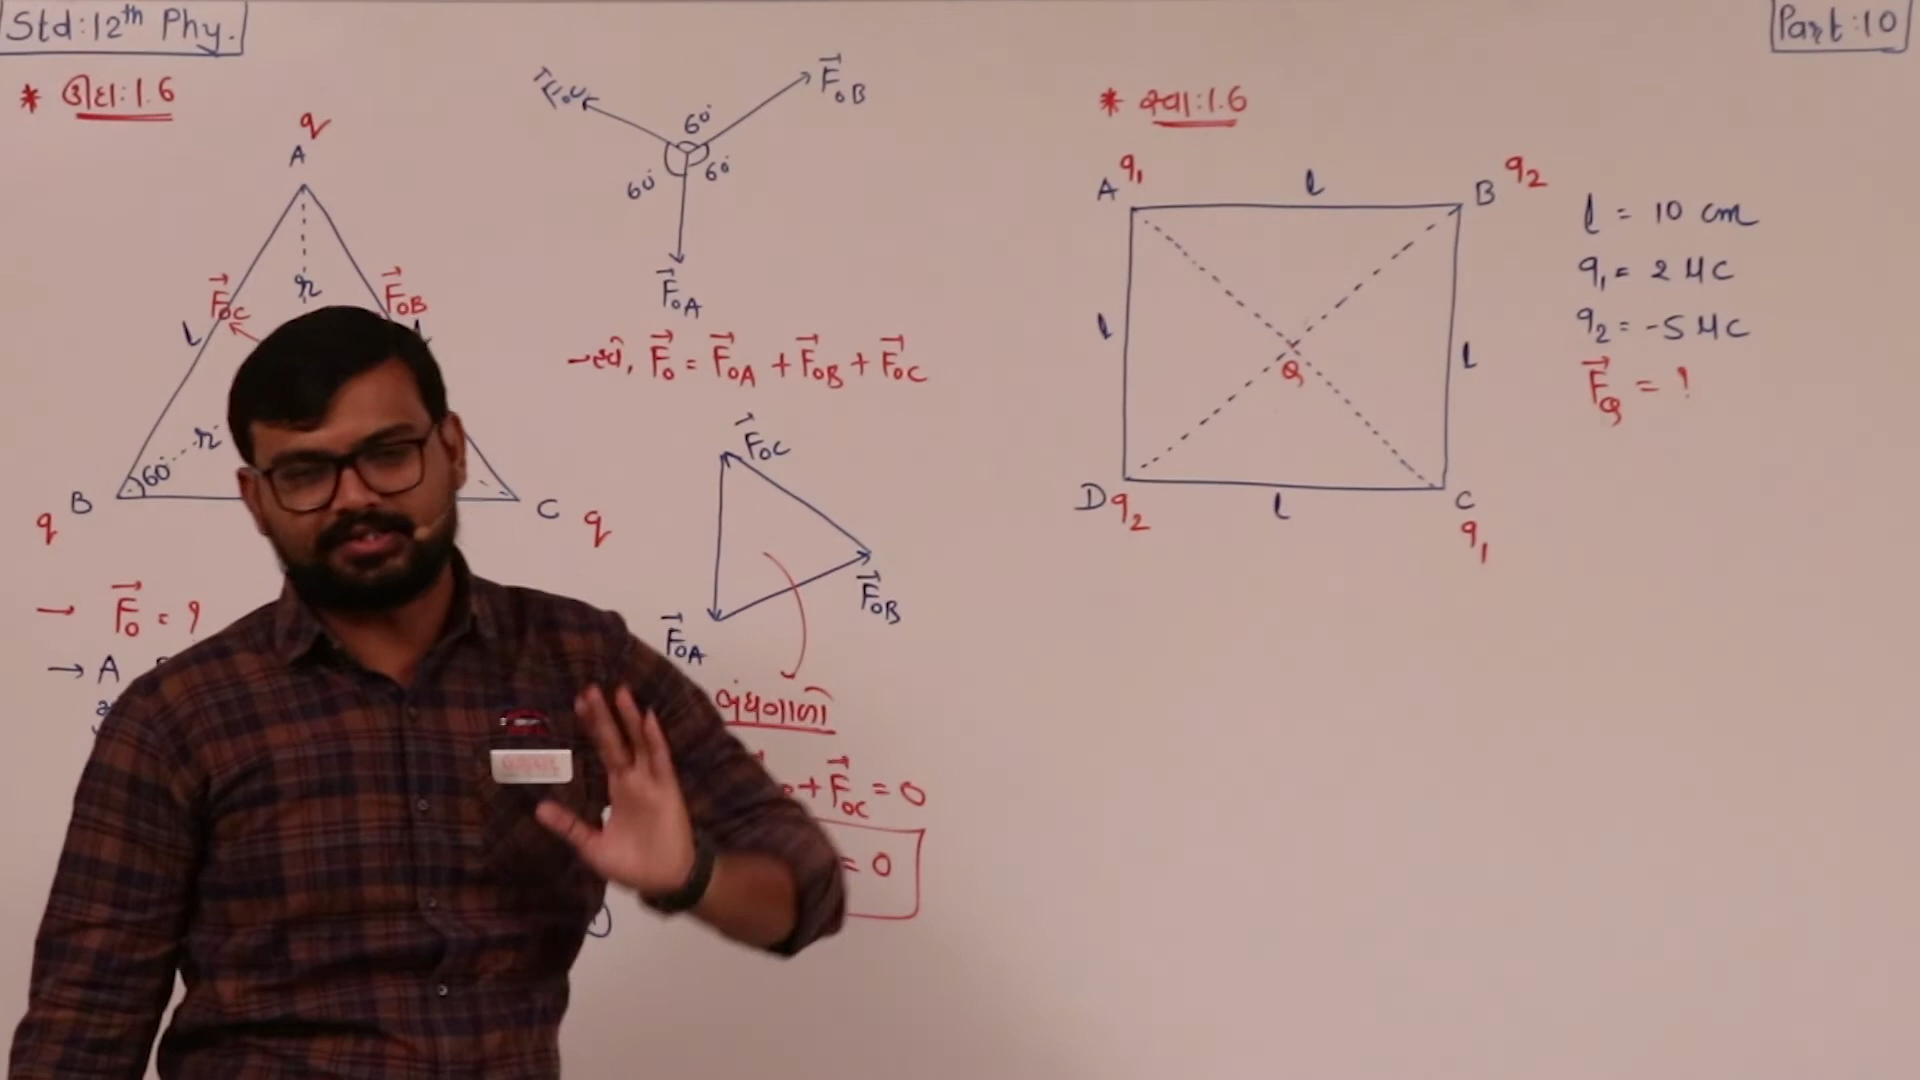 Std:12th Phy.
Part:10
* ઉદા:1.6
q
A
r
F⃗OC
F⃗OB
l
r
60°
B
C
q
q
→ F⃗O = ?
→ A
F⃗OB
60°
60°
60°
F⃗OA
→ હવે, F⃗O = F⃗OA + F⃗OB + F⃗OC
F⃗OC
F⃗OB
F⃗OA
બંધગાળો
+ F⃗OC = 0
= 0
* સ્વા:1.6
A q1
l
B q2
l
l
Q
D q2
l
C
q1
l = 10 cm
q1 = 2 μC
q2 = -5 μC
F⃗Q = ?